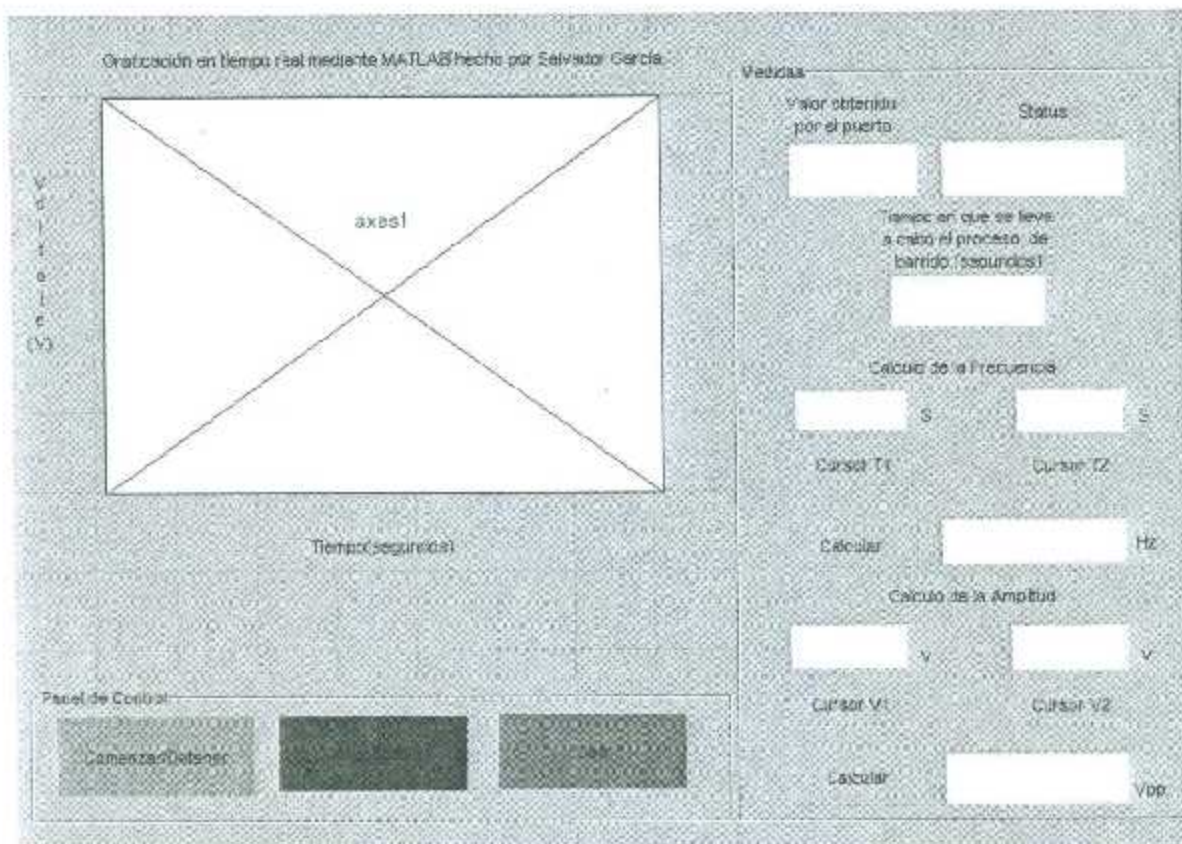 Graficación en tiempo real mediante MATLAB hecho por Salvador García
axes1
Voltaje
(V)
Tiempo(segundos)
Panel de Control
Comenzar/Detener
Medidas
Valor obtenido
por el puerto
Status
Tiempo en que se lleva
a cabo el proceso de
barrido (segundos)
Calculo de la Frecuencia
S
S
Cursor T1
Cursor T2
Calcular
Hz
Calculo de la Amplitud
V
V
Cursor V1
Cursor V2
Calcular
Vpp